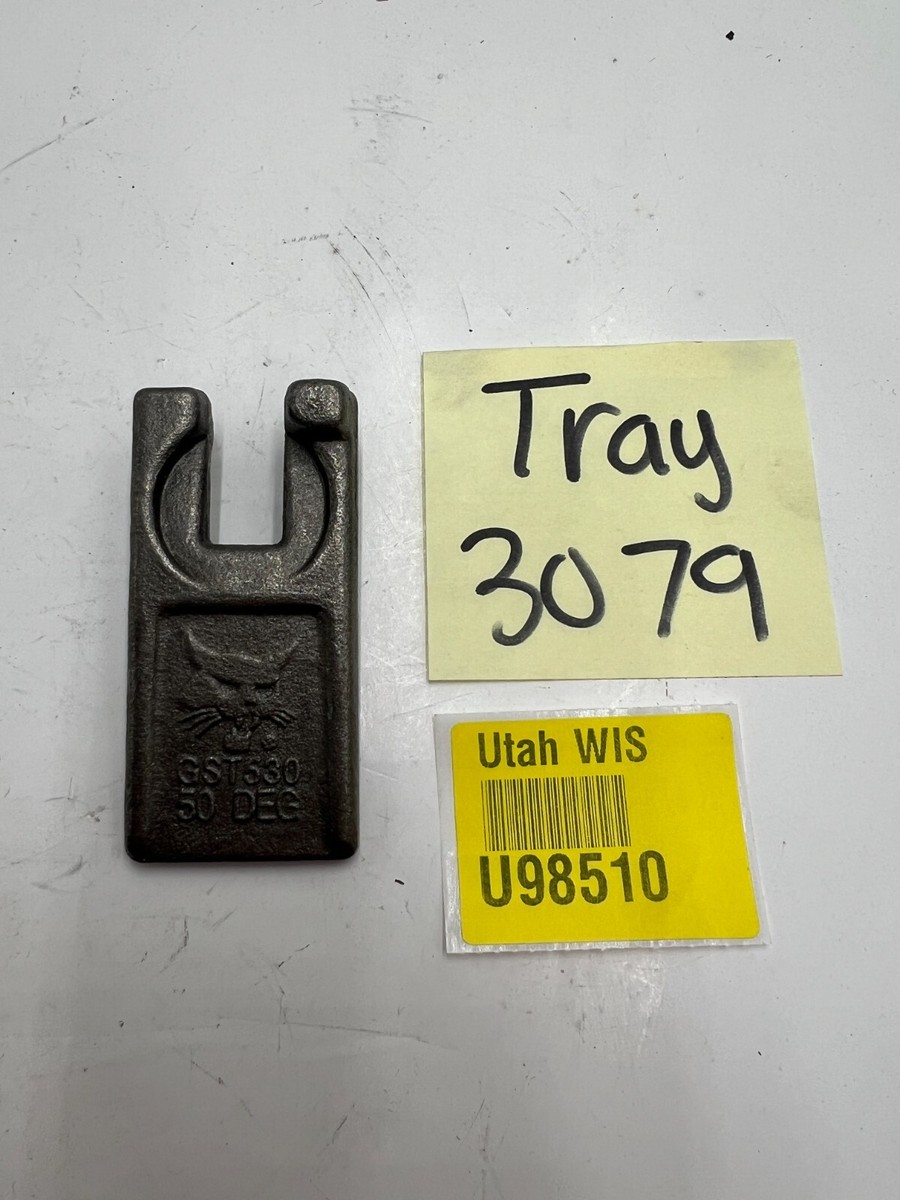 Tray
3079
Utah WIS
U98510
GST530
50 DEG